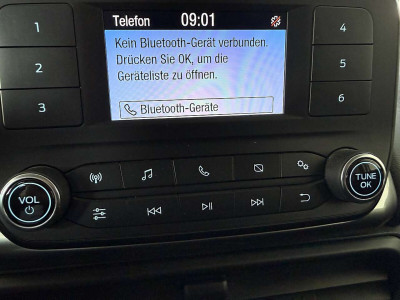 Telefon 09:01
Kein Bluetooth-Gerät verbunden.
Drücken Sie OK, um die
Geräteliste zu öffnen.
Bluetooth-Geräte
1
2
3
4
5
6
VOL
TUNE
OK